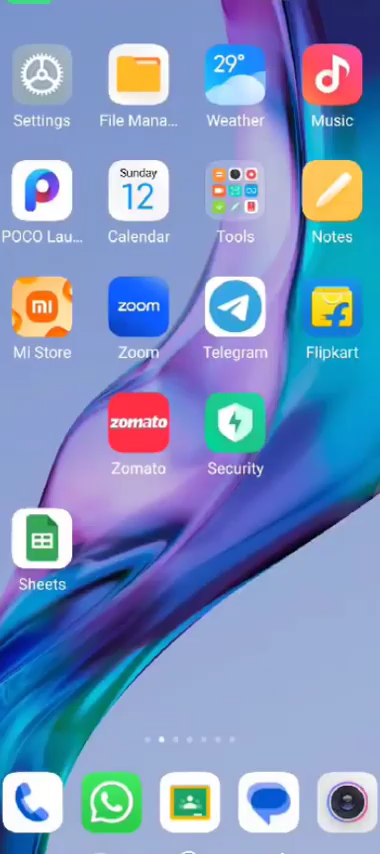 29°
Settings
File Mana...
Weather
Music
Sunday
12
POCO Lau...
Calendar
Tools
Notes
zoom
Mi Store
Zoom
Telegram
Flipkart
zomato
Zomato
Security
Sheets